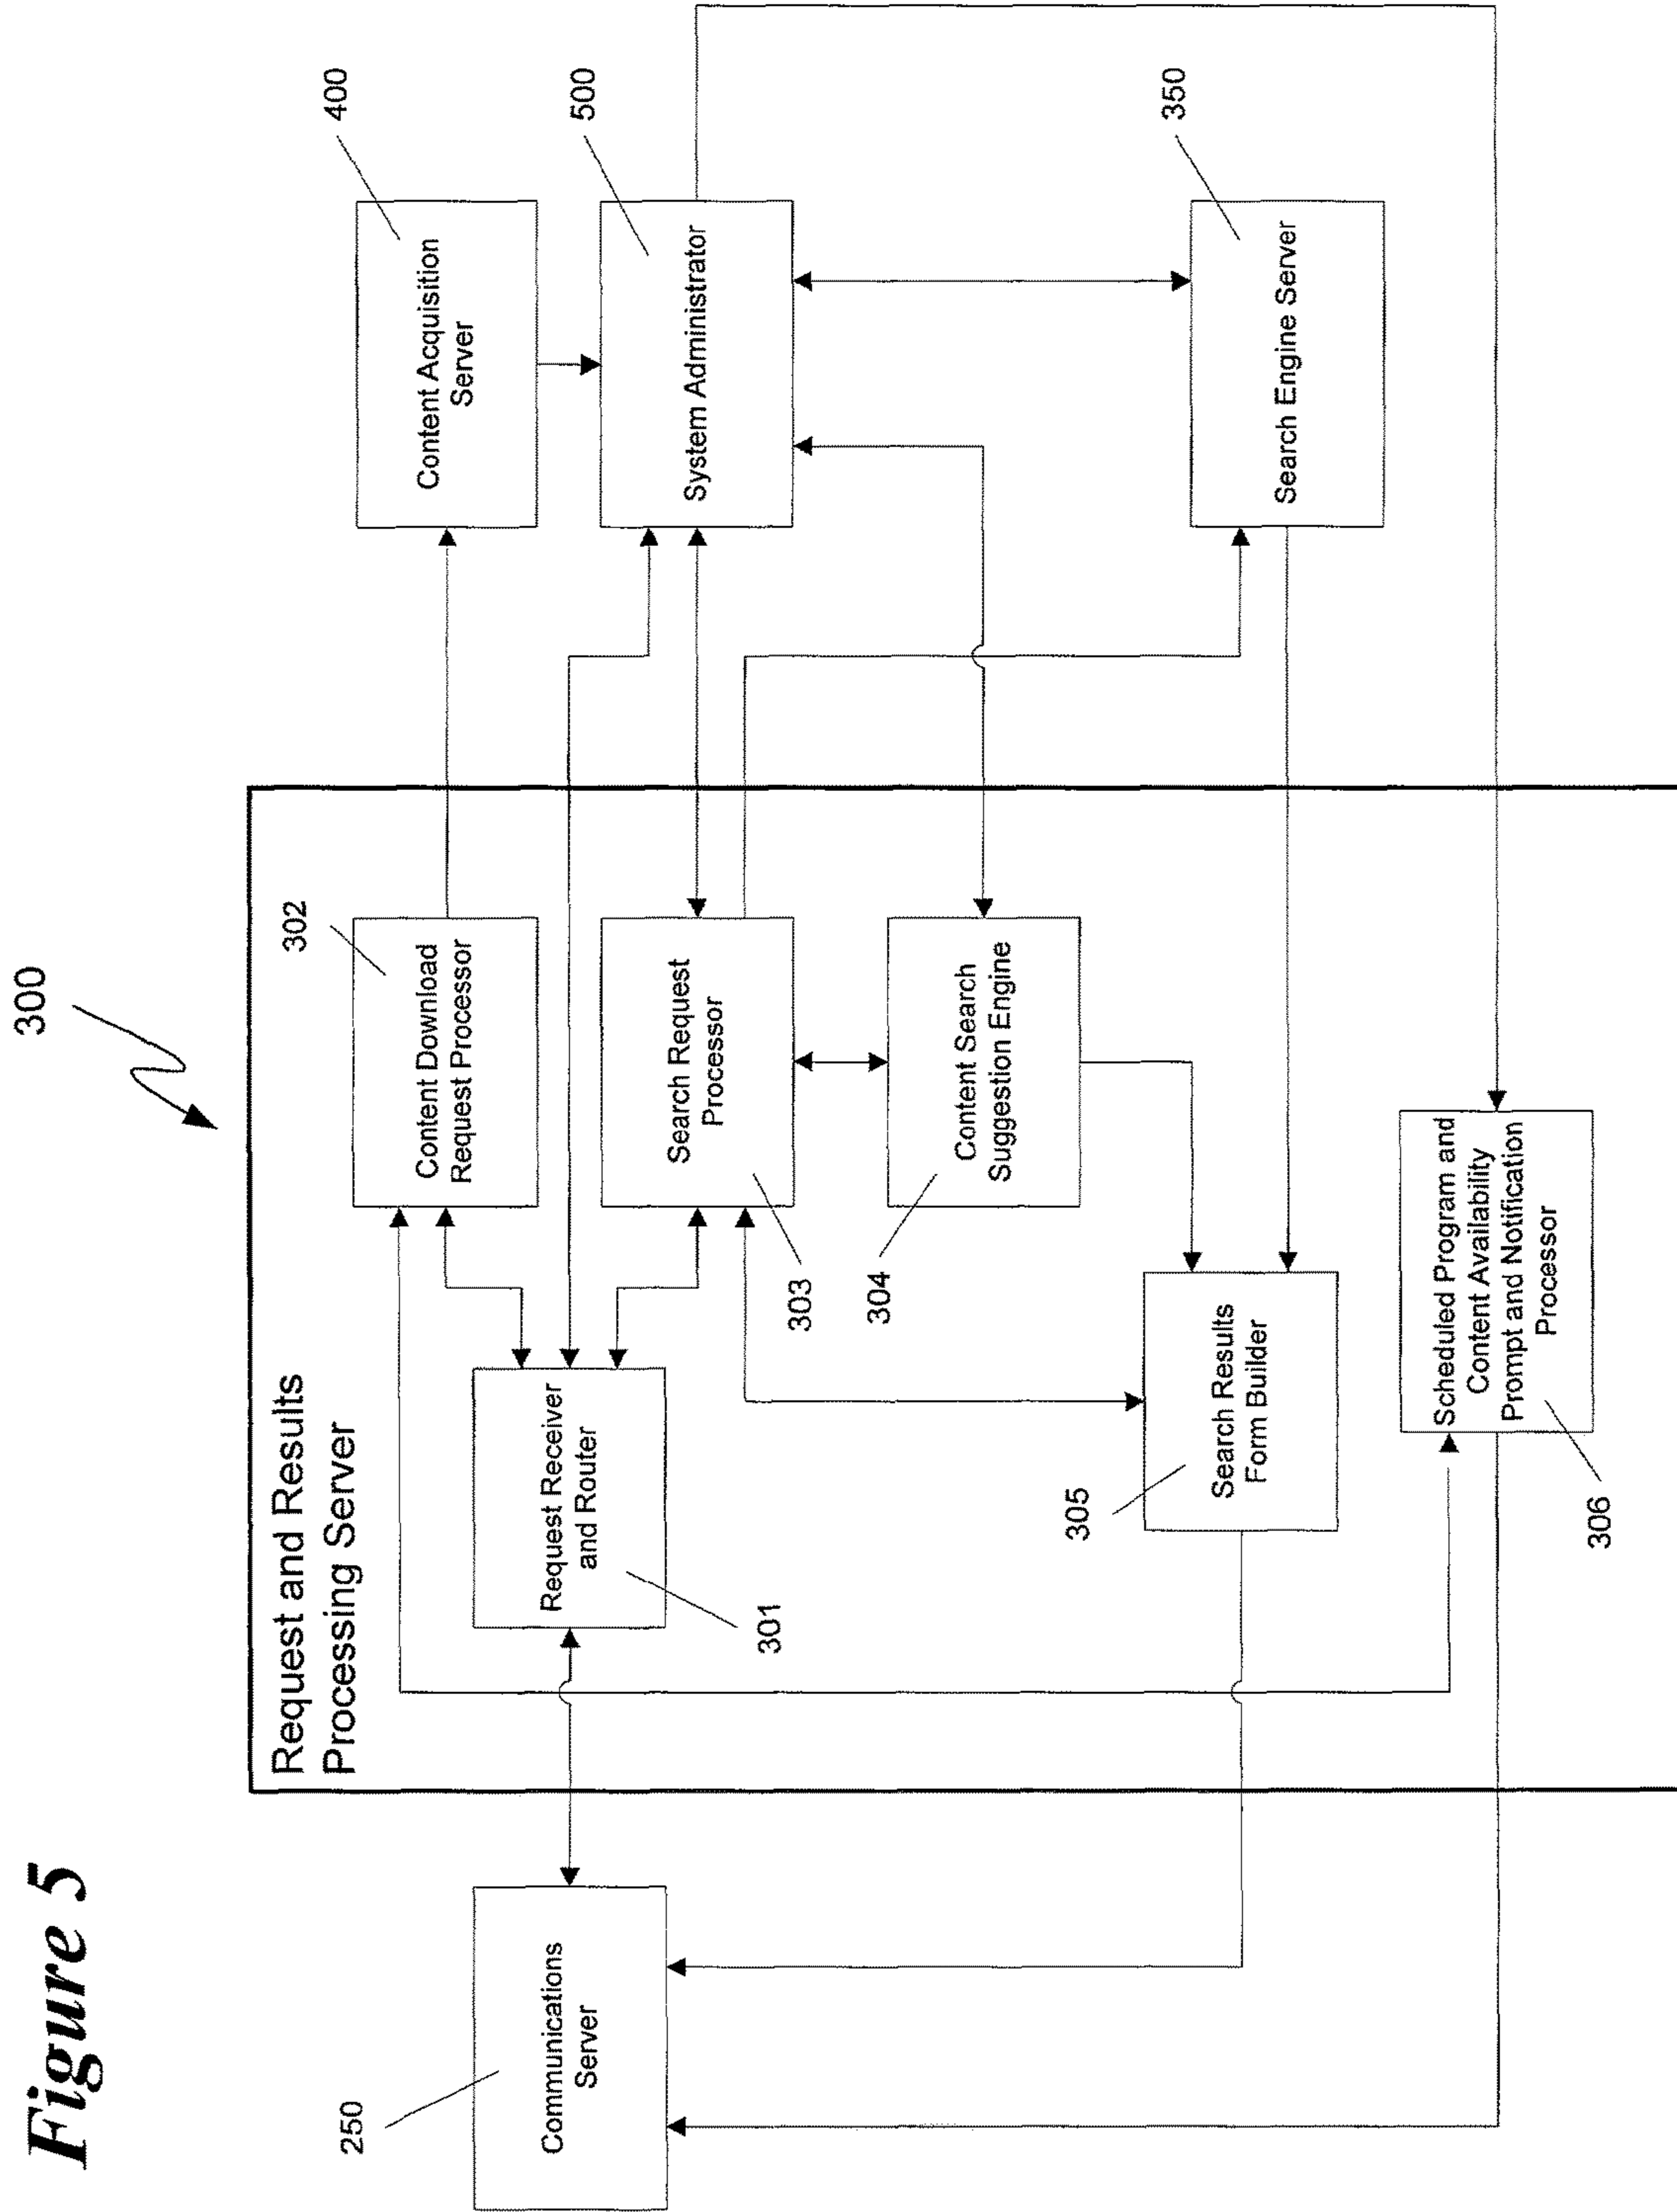 Figure 5
300
Request and Results
Processing Server
250
Communications
Server
Request Receiver
and Router
301
302
Content Download
Request Processor
Search Request
Processor
303
Content Search
Suggestion Engine
304
Search Results
Form Builder
305
Scheduled Program and
Content Availability
Prompt and Notification
Processor
306
400
Content Acquisition
Server
500
System Administrator
350
Search Engine Server